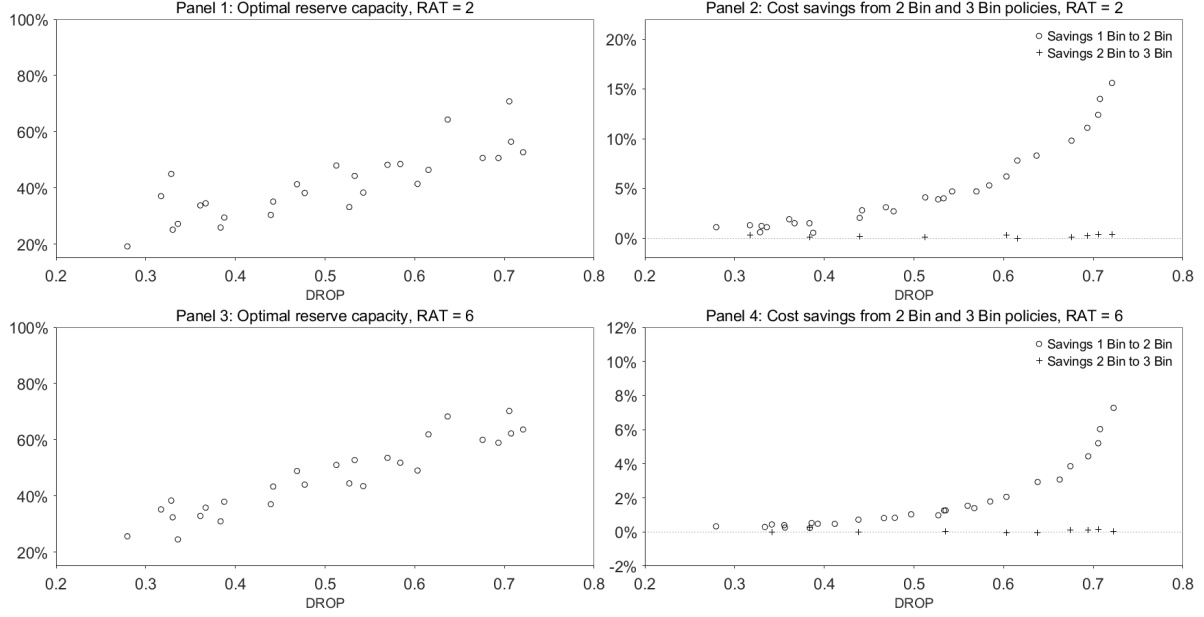 Panel 1: Optimal reserve capacity, RAT = 2
100%
80%
60%
40%
20%
0.2 0.3 0.4 0.5 0.6 0.7 0.8
DROP
Panel 2: Cost savings from 2 Bin and 3 Bin policies, RAT = 2
20%
15%
10%
5%
0%
Savings 1 Bin to 2 Bin
Savings 2 Bin to 3 Bin
0.2 0.3 0.4 0.5 0.6 0.7 0.8
DROP
Panel 3: Optimal reserve capacity, RAT = 6
100%
80%
60%
40%
20%
0.2 0.3 0.4 0.5 0.6 0.7 0.8
DROP
Panel 4: Cost savings from 2 Bin and 3 Bin policies, RAT = 6
12%
10%
8%
6%
4%
2%
0%
-2%
Savings 1 Bin to 2 Bin
Savings 2 Bin to 3 Bin
0.2 0.3 0.4 0.5 0.6 0.7 0.8
DROP